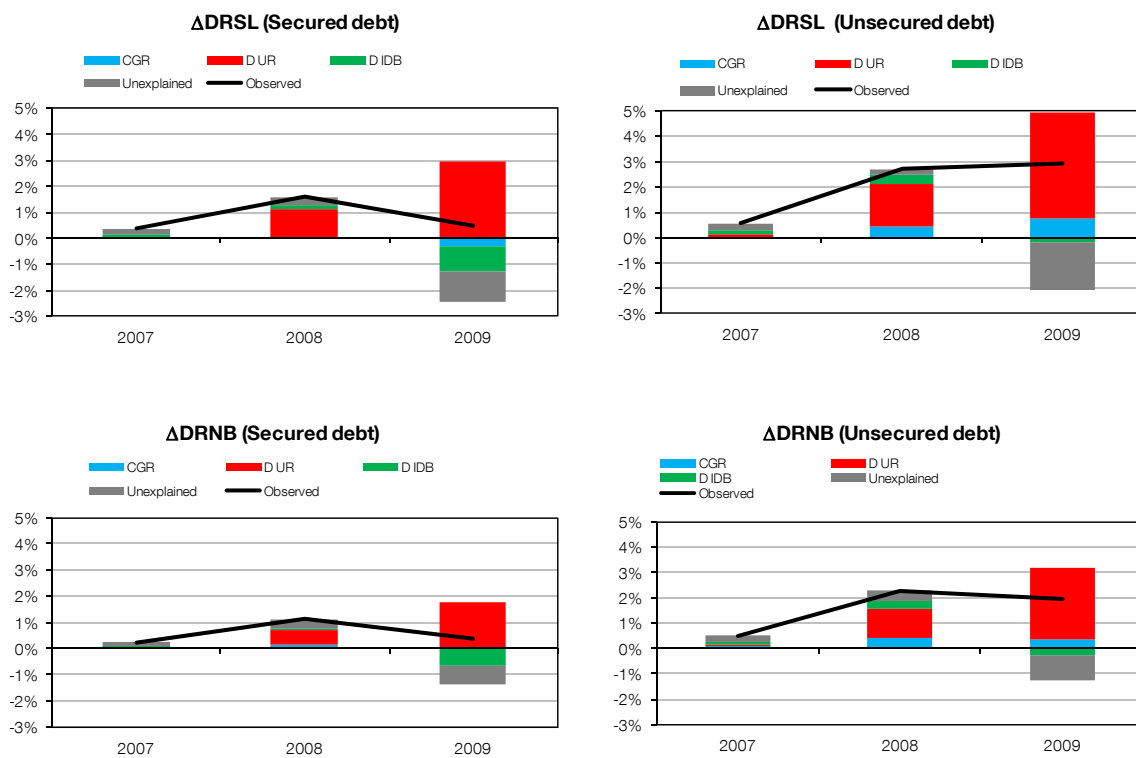 ΔDRSL (Secured debt)
CGR D UR D IDB
Unexplained Observed
5%
4%
3%
2%
1%
0%
-1%
-2%
-3%
2007 2008 2009
ΔDRSL (Unsecured debt)
CGR D UR D IDB
Unexplained Observed
5%
4%
3%
2%
1%
0%
-1%
-2%
-3%
2007 2008 2009
ΔDRNB (Secured debt)
CGR D UR D IDB
Unexplained Observed
5%
4%
3%
2%
1%
0%
-1%
-2%
-3%
2007 2008 2009
ΔDRNB (Unsecured debt)
CGR D UR
D IDB Unexplained
Observed
5%
4%
3%
2%
1%
0%
-1%
-2%
-3%
2007 2008 2009